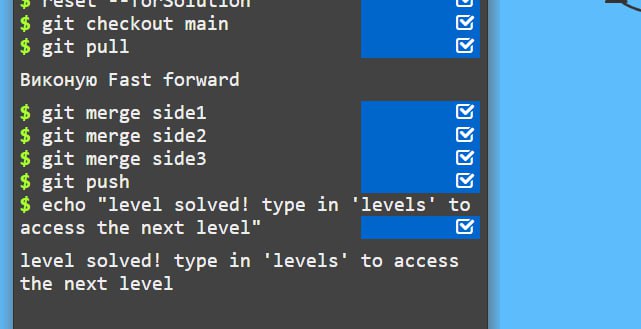 $ reset --forSolution
$ git checkout main
$ git pull
Виконую Fast forward
$ git merge side1
$ git merge side2
$ git merge side3
$ git push
$ echo "level solved! type in 'levels' to
access the next level"
level solved! type in 'levels' to access
the next level